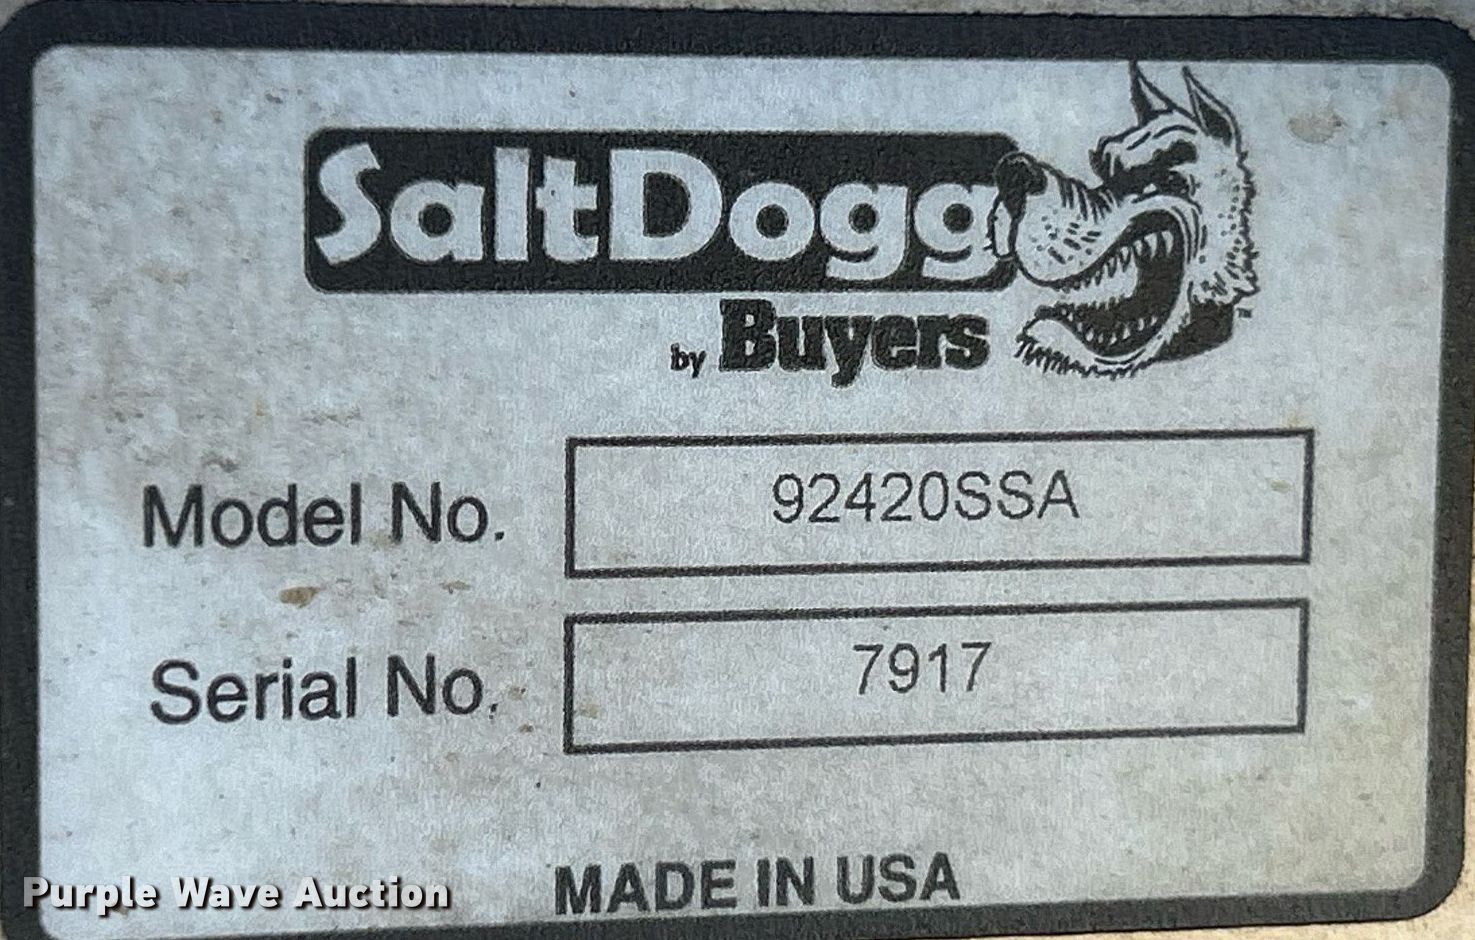 SaltDogg
by Buyers
Model No. 92420SSA
Serial No. 7917
MADE IN USA
Purple Wave Auction